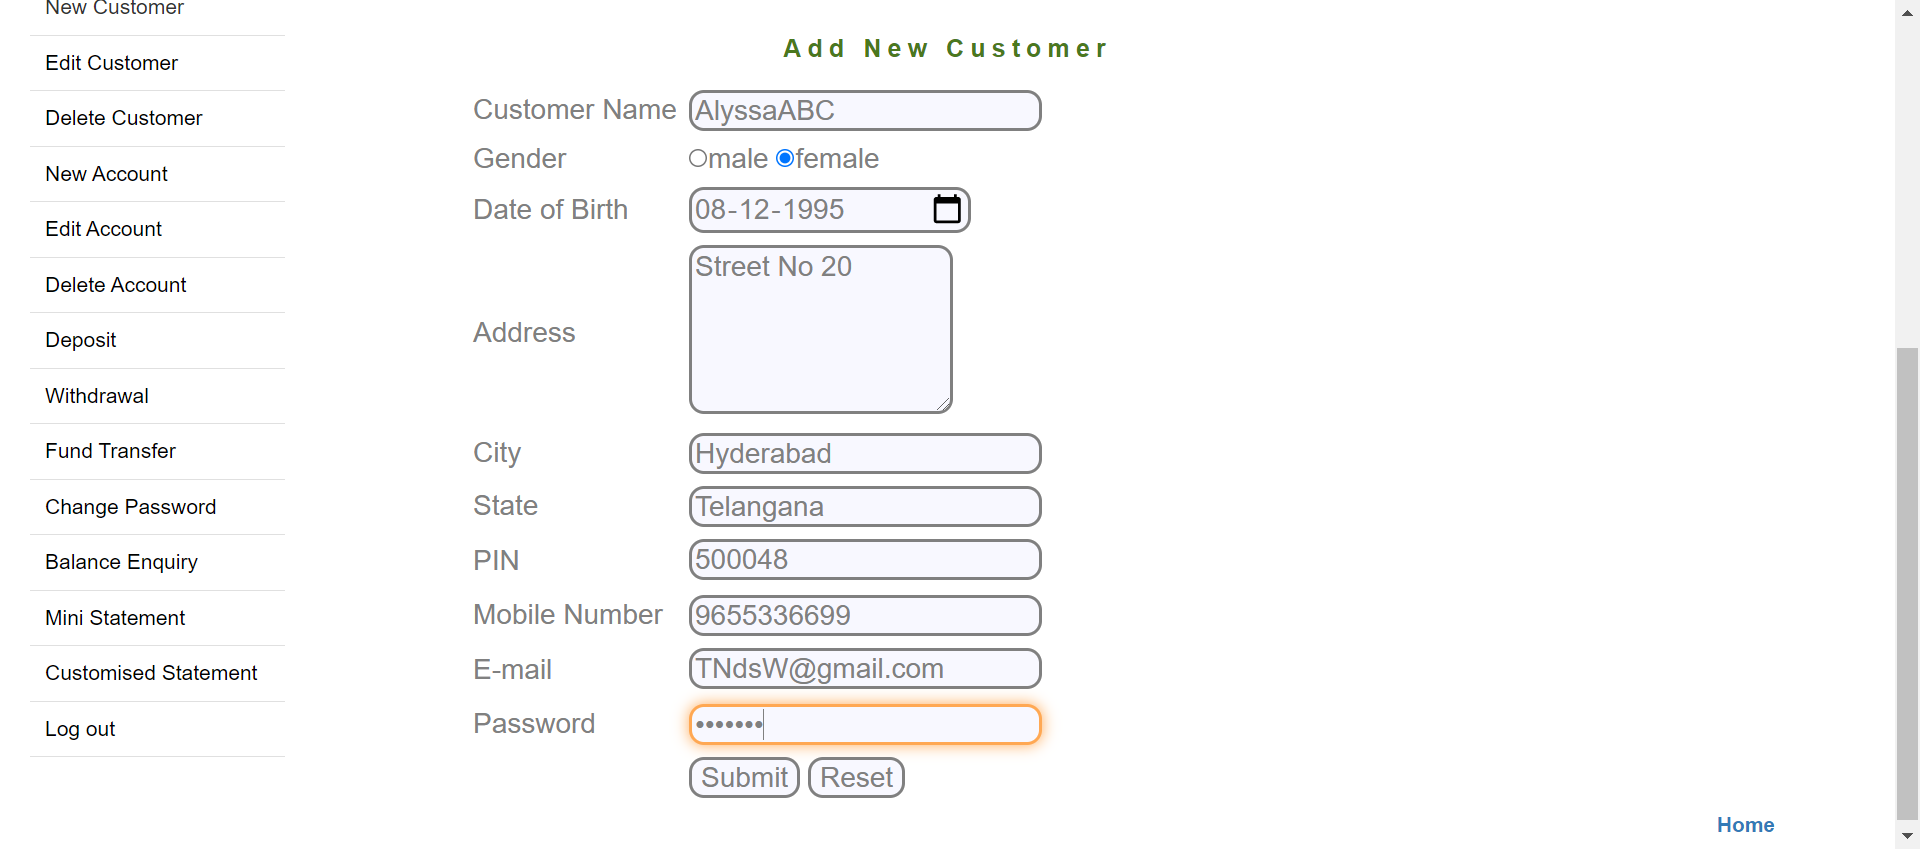 New Customer
Edit Customer
Delete Customer
New Account
Edit Account
Delete Account
Deposit
Withdrawal
Fund Transfer
Change Password
Balance Enquiry
Mini Statement
Customised Statement
Log out
Add New Customer
Customer Name AlyssaABC
Gender male female
Date of Birth 08-12-1995
Address Street No 20
City Hyderabad
State Telangana
PIN 500048
Mobile Number 9655336699
E-mail TNdsW@gmail.com
Password •••••••
Submit Reset
Home